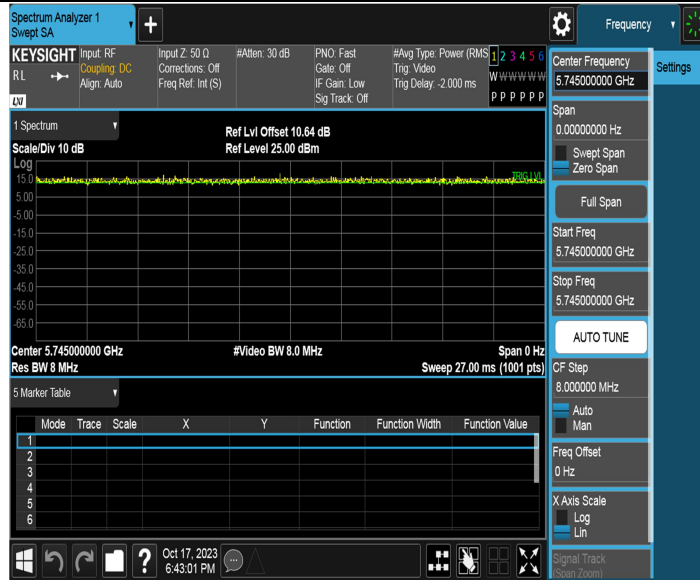 Spectrum Analyzer 1
Swept SA
Frequency
KEYSIGHT
RL
LXI
Input: RF
Coupling: DC
Align: Auto
Input Z: 50 Ω
Corrections: Off
Freq Ref: Int (S)
#Atten: 30 dB
PNO: Fast
Gate: Off
IF Gain: Low
Sig Track: Off
#Avg Type: Power (RMS
Trig: Video
Trig Delay: -2.000 ms
1 2 3 4 5 6
W W W W W W
P P P P P P
1 Spectrum
Scale/Div 10 dB
Ref Lvl Offset 10.64 dB
Ref Level 25.00 dBm
Log
15.0
5.00
-5.00
-15.0
-25.0
-35.0
-45.0
-55.0
-65.0
TRIG LVL
Center 5.745000000 GHz
#Video BW 8.0 MHz
Span 0 Hz
Res BW 8 MHz
Sweep 27.00 ms (1001 pts)
5 Marker Table
Mode Trace Scale X Y Function Function Width Function Value
1
2
3
4
5
6
?
Oct 17, 2023
6:43:01 PM
Center Frequency
5.745000000 GHz
Settings
Span
0.00000000 Hz
Swept Span
Zero Span
Full Span
Start Freq
5.745000000 GHz
Stop Freq
5.745000000 GHz
AUTO TUNE
CF Step
8.000000 MHz
Auto
Man
Freq Offset
0 Hz
X Axis Scale
Log
Lin
Signal Track
(Span Zoom)